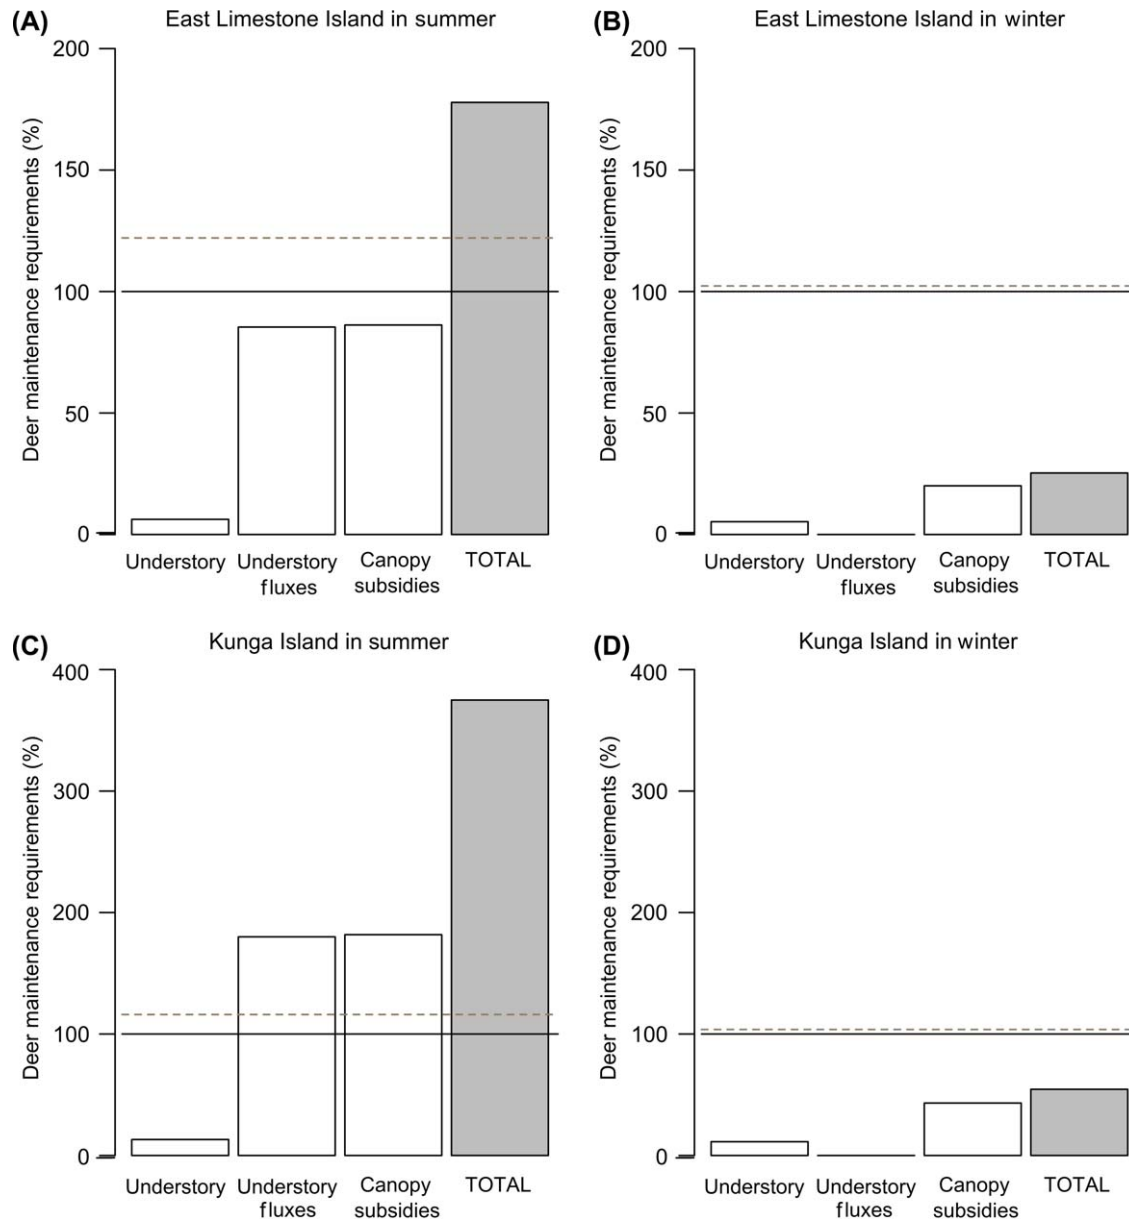 (A)
East Limestone Island in summer
Deer maintenance requirements (%)
200
150
100
50
0
Understory
Understory
fluxes
Canopy
subsidies
TOTAL
(B)
East Limestone Island in winter
Deer maintenance requirements (%)
200
150
100
50
0
Understory
Understory
fluxes
Canopy
subsidies
TOTAL
(C)
Kunga Island in summer
Deer maintenance requirements (%)
400
300
200
100
0
Understory
Understory
fluxes
Canopy
subsidies
TOTAL
(D)
Kunga Island in winter
Deer maintenance requirements (%)
400
300
200
100
0
Understory
Understory
fluxes
Canopy
subsidies
TOTAL